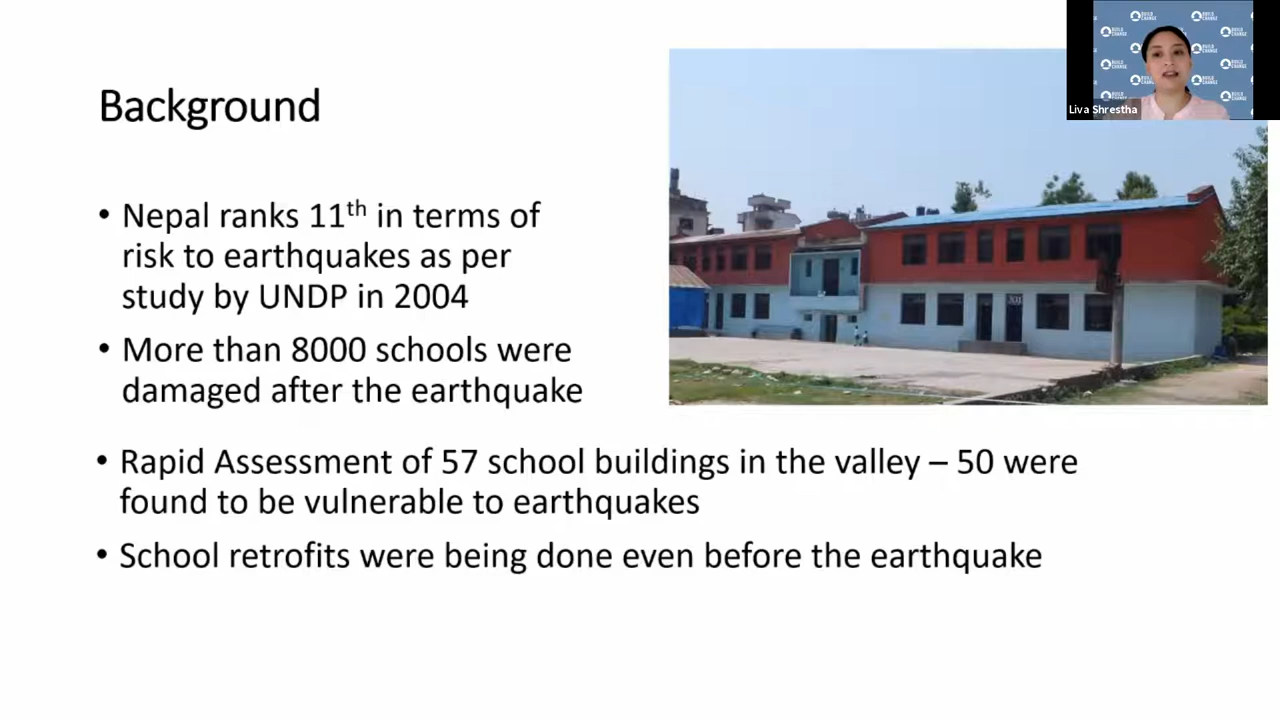 Background
• Nepal ranks 11th in terms of
risk to earthquakes as per
study by UNDP in 2004
• More than 8000 schools were
damaged after the earthquake
• Rapid Assessment of 57 school buildings in the valley – 50 were
found to be vulnerable to earthquakes
• School retrofits were being done even before the earthquake
BUILD
CHANGE
Liva Shrestha